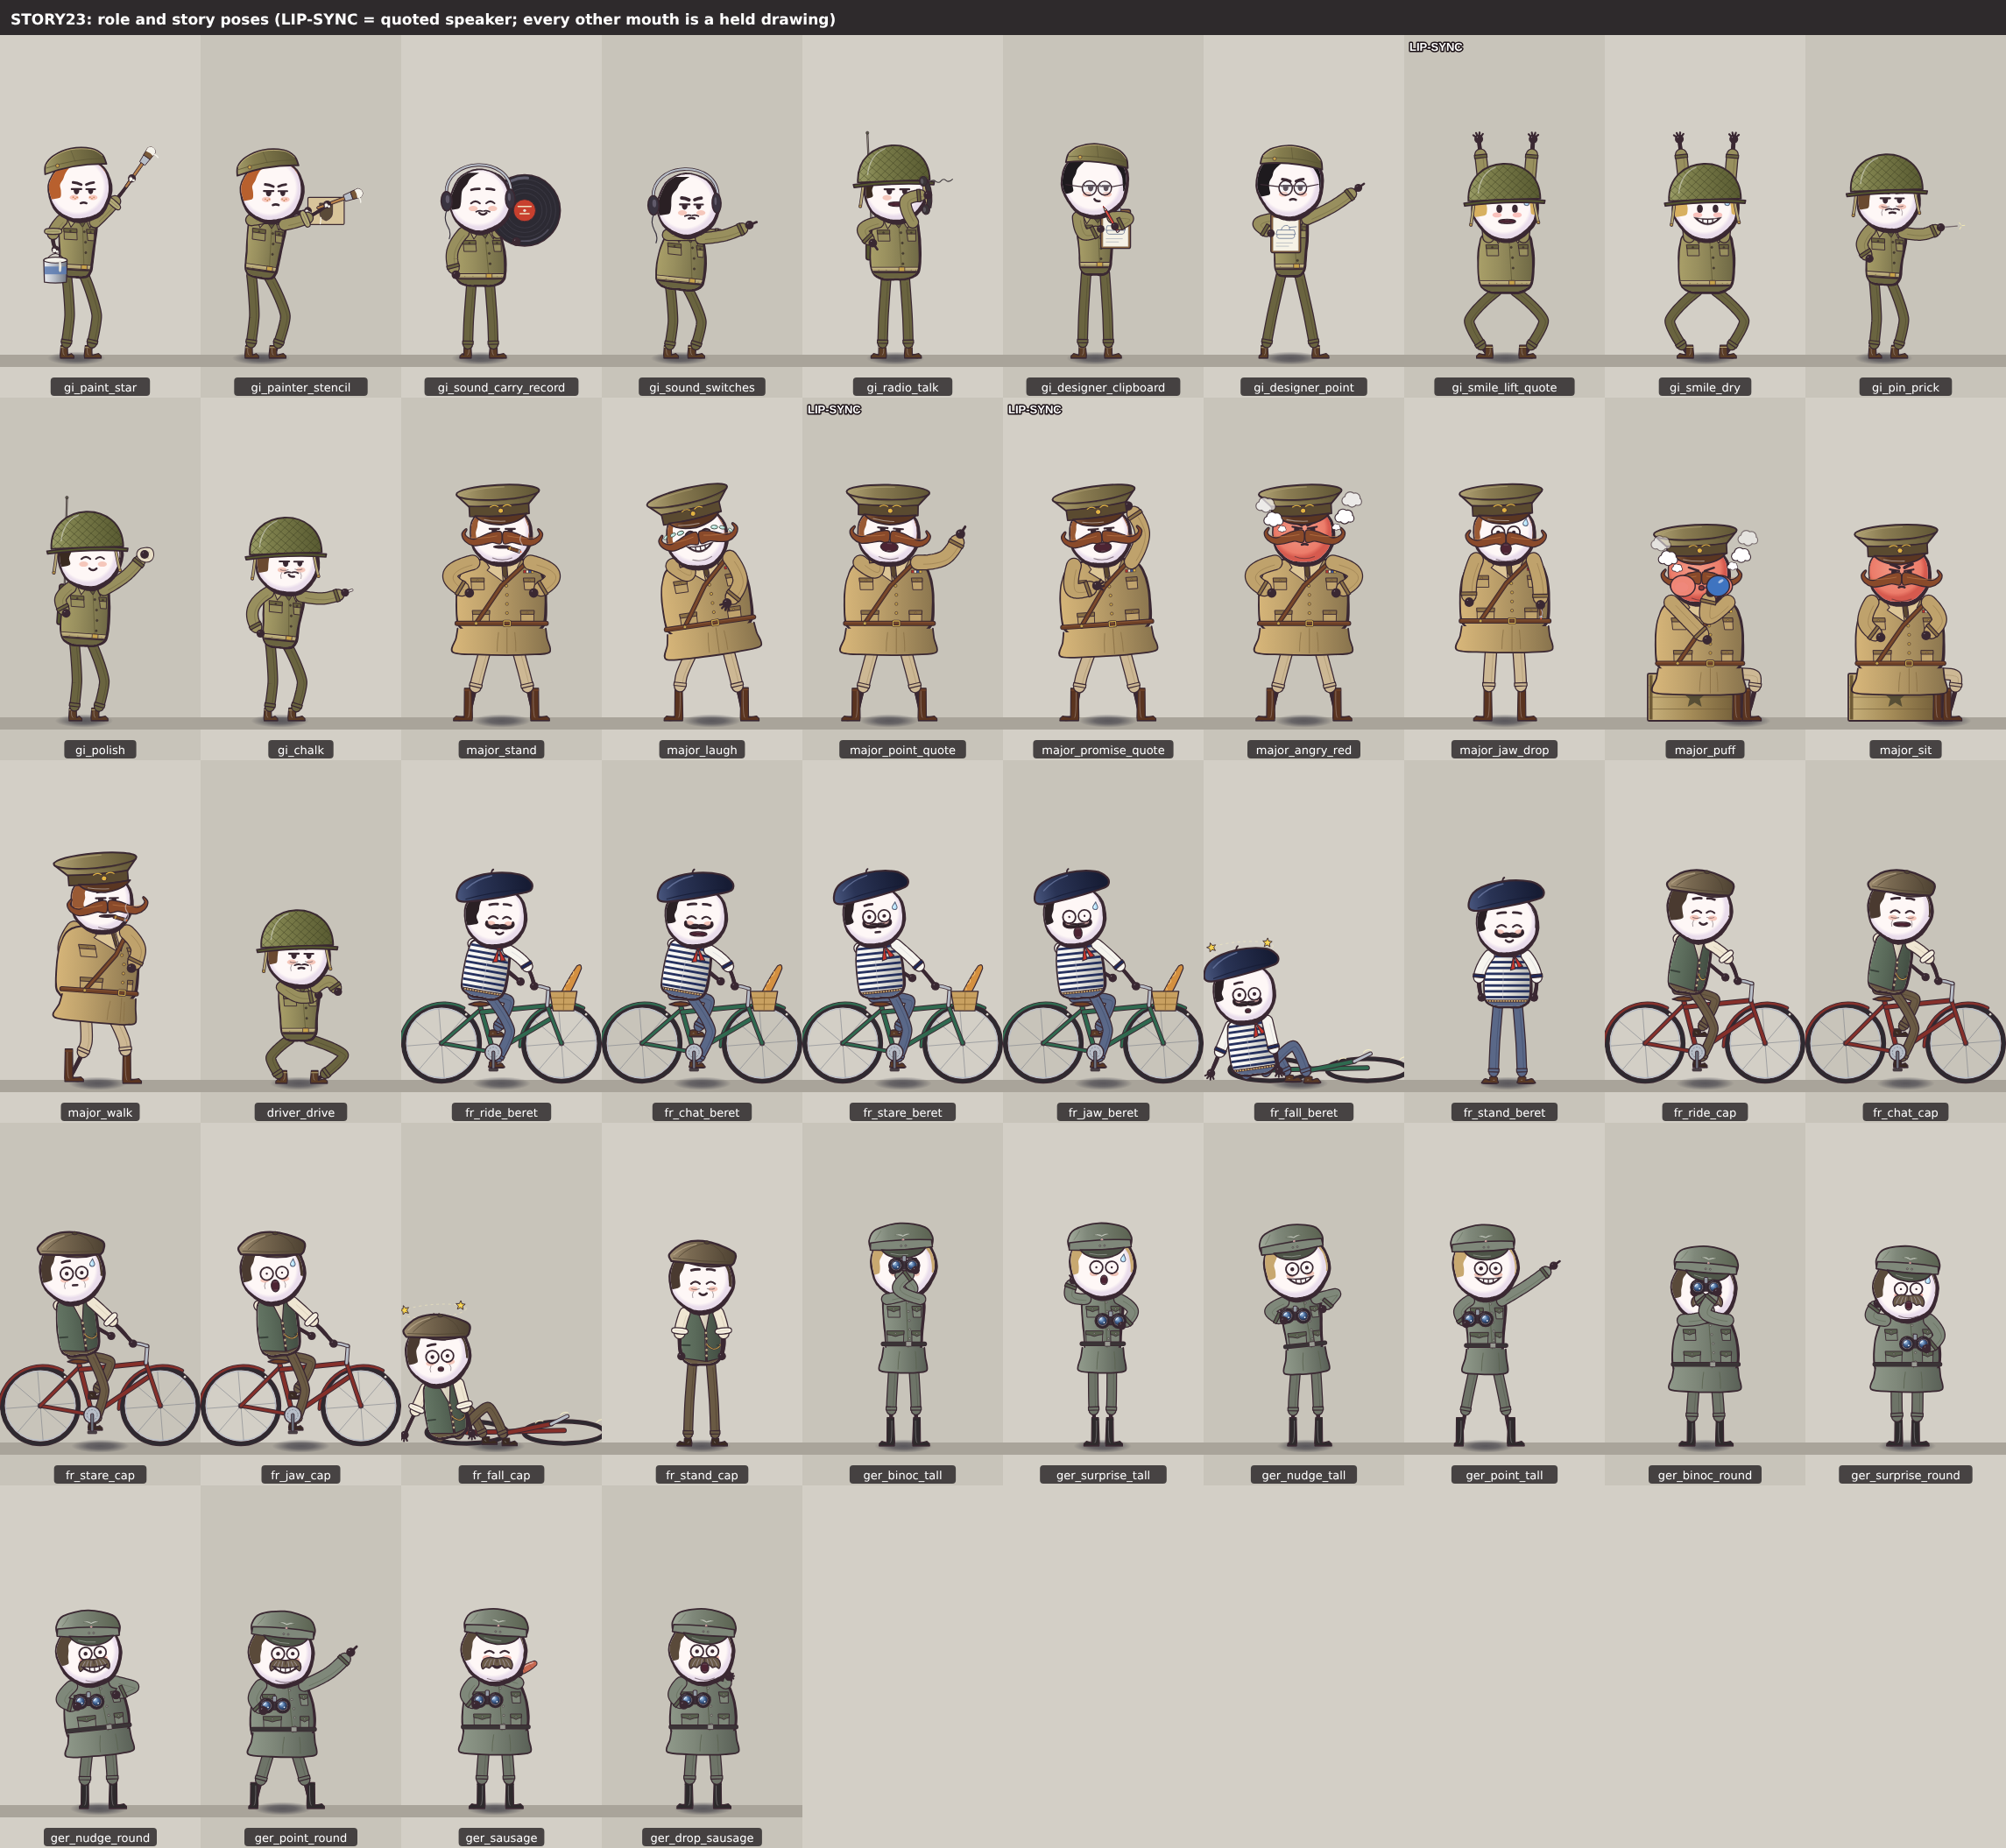 STORY23: role and story poses (LIP-SYNC = quoted speaker; every other mouth is a held drawing)
LIP-SYNC
gi_paint_star
gi_painter_stencil
gi_sound_carry_record
gi_sound_switches
gi_radio_talk
gi_designer_clipboard
gi_designer_point
gi_smile_lift_quote
gi_smile_dry
gi_pin_prick
LIP-SYNC
LIP-SYNC
gi_polish
gi_chalk
major_stand
major_laugh
major_point_quote
major_promise_quote
major_angry_red
major_jaw_drop
major_puff
major_sit
major_walk
driver_drive
fr_ride_beret
fr_chat_beret
fr_stare_beret
fr_jaw_beret
fr_fall_beret
fr_stand_beret
fr_ride_cap
fr_chat_cap
fr_stare_cap
fr_jaw_cap
fr_fall_cap
fr_stand_cap
ger_binoc_tall
ger_surprise_tall
ger_nudge_tall
ger_point_tall
ger_binoc_round
ger_surprise_round
ger_nudge_round
ger_point_round
ger_sausage
ger_drop_sausage